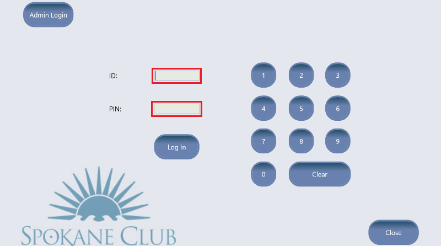 Admin Login
ID:
1 2 3
PIN:
4 5 6
Log In
7 8 9
0 Clear
SPOKANE CLUB
Close